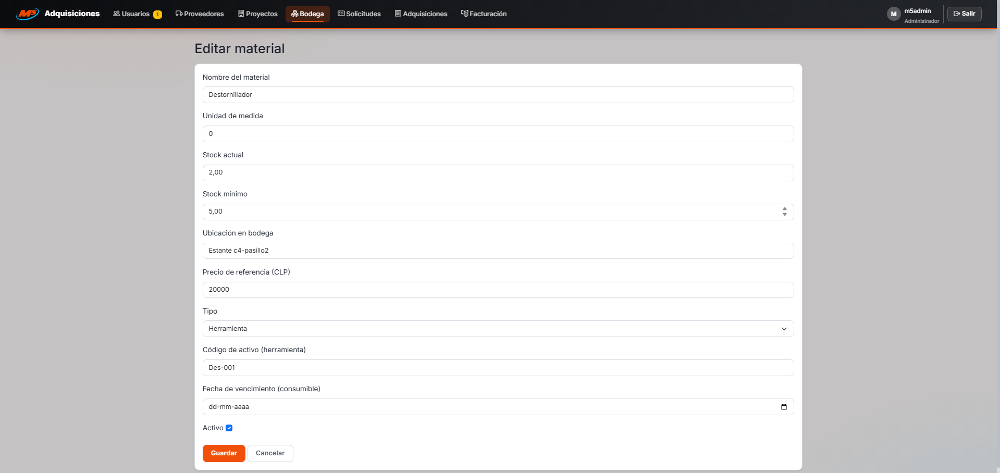 M5 Adquisiciones Usuarios 1 Proveedores Proyectos Bodega Solicitudes Adquisiciones Facturación M m5admin Administrador Salir
Editar material
Nombre del material
Destornillador
Unidad de medida
0
Stock actual
2,00
Stock mínimo
5,00
Ubicación en bodega
Estante c4-pasillo2
Precio de referencia (CLP)
20000
Tipo
Herramienta
Código de activo (herramienta)
Des-001
Fecha de vencimiento (consumible)
dd-mm-aaaa
Activo
Guardar Cancelar